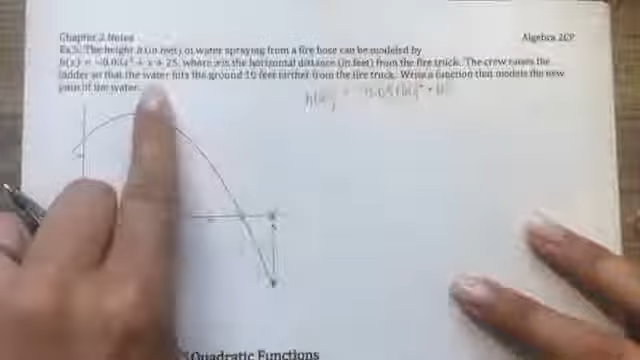 Chapter 2 Notes
Algebra 2CP
Ex 5: The height h (in feet) of water spraying from a fire hose can be modeled by
h(x) = -0.03x² + x + 25, where x is the horizontal distance (in feet) from the fire truck. The crew raises the
ladder so that the water hits the ground 10 feet farther from the fire truck. Write a function that models the new
path of the water.
Quadratic Functions